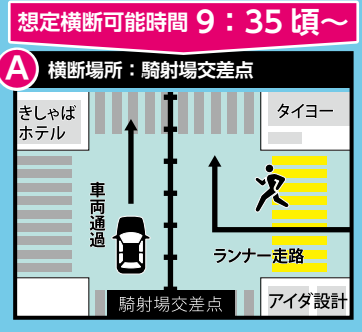 想定横断可能時間 9：35 頃～
A 横断場所：騎射場交差点
きしゃば
ホテル
タイヨー
車両通過
ランナー走路
騎射場交差点
アイダ設計